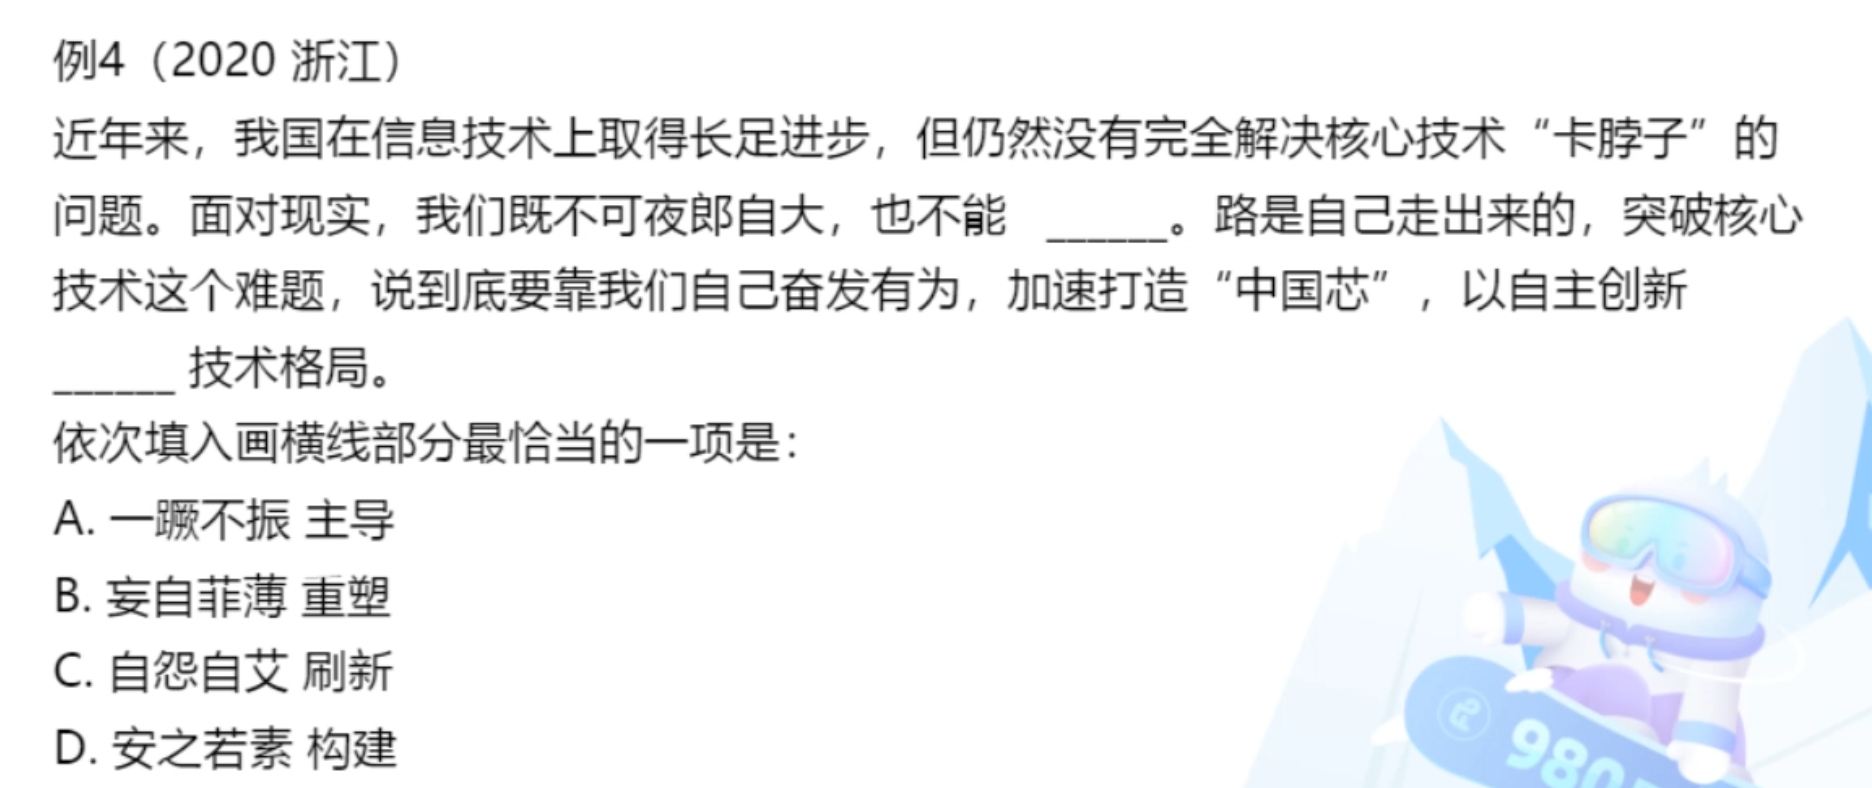 例4（2020 浙江）
近年来，我国在信息技术上取得长足进步，但仍然没有完全解决核心技术“卡脖子”的
问题。面对现实，我们既不可夜郎自大，也不能 ______。路是自己走出来的，突破核心
技术这个难题，说到底要靠我们自己奋发有为，加速打造“中国芯”，以自主创新
______ 技术格局。
依次填入画横线部分最恰当的一项是：
A. 一蹶不振 主导
B. 妄自菲薄 重塑
C. 自怨自艾 刷新
D. 安之若素 构建
980